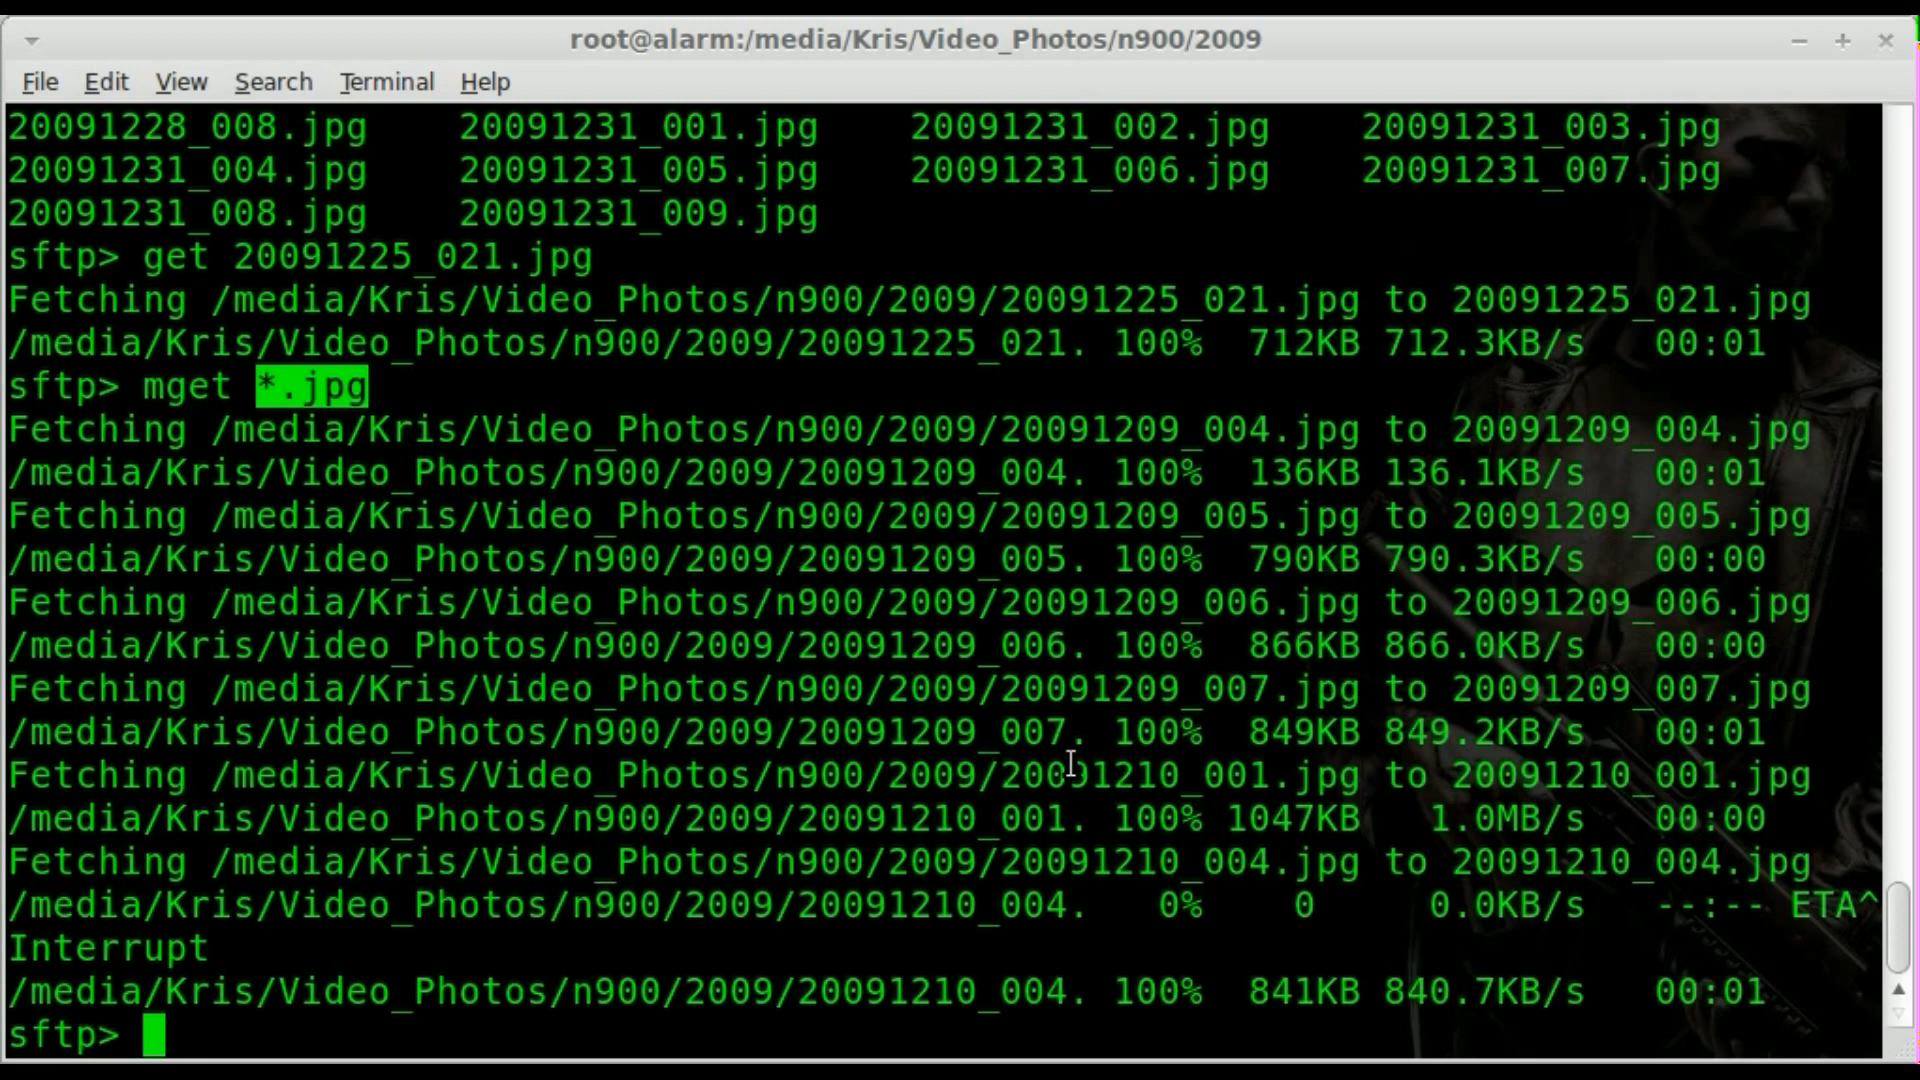 root@alarm:/media/Kris/Video_Photos/n900/2009
File Edit View Search Terminal Help
20091228_008.jpg 20091231_001.jpg 20091231_002.jpg 20091231_003.jpg
20091231_004.jpg 20091231_005.jpg 20091231_006.jpg 20091231_007.jpg
20091231_008.jpg 20091231_009.jpg
sftp> get 20091225_021.jpg
Fetching /media/Kris/Video_Photos/n900/2009/20091225_021.jpg to 20091225_021.jpg
/media/Kris/Video_Photos/n900/2009/20091225_021. 100% 712KB 712.3KB/s 00:01
sftp> mget *.jpg
Fetching /media/Kris/Video_Photos/n900/2009/20091209_004.jpg to 20091209_004.jpg
/media/Kris/Video_Photos/n900/2009/20091209_004. 100% 136KB 136.1KB/s 00:01
Fetching /media/Kris/Video_Photos/n900/2009/20091209_005.jpg to 20091209_005.jpg
/media/Kris/Video_Photos/n900/2009/20091209_005. 100% 790KB 790.3KB/s 00:00
Fetching /media/Kris/Video_Photos/n900/2009/20091209_006.jpg to 20091209_006.jpg
/media/Kris/Video_Photos/n900/2009/20091209_006. 100% 866KB 866.0KB/s 00:00
Fetching /media/Kris/Video_Photos/n900/2009/20091209_007.jpg to 20091209_007.jpg
/media/Kris/Video_Photos/n900/2009/20091209_007. 100% 849KB 849.2KB/s 00:01
Fetching /media/Kris/Video_Photos/n900/2009/20091210_001.jpg to 20091210_001.jpg
/media/Kris/Video_Photos/n900/2009/20091210_001. 100% 1047KB 1.0MB/s 00:00
Fetching /media/Kris/Video_Photos/n900/2009/20091210_004.jpg to 20091210_004.jpg
/media/Kris/Video_Photos/n900/2009/20091210_004. 0% 0 0.0KB/s --:-- ETA^
Interrupt
/media/Kris/Video_Photos/n900/2009/20091210_004. 100% 841KB 840.7KB/s 00:01
sftp>